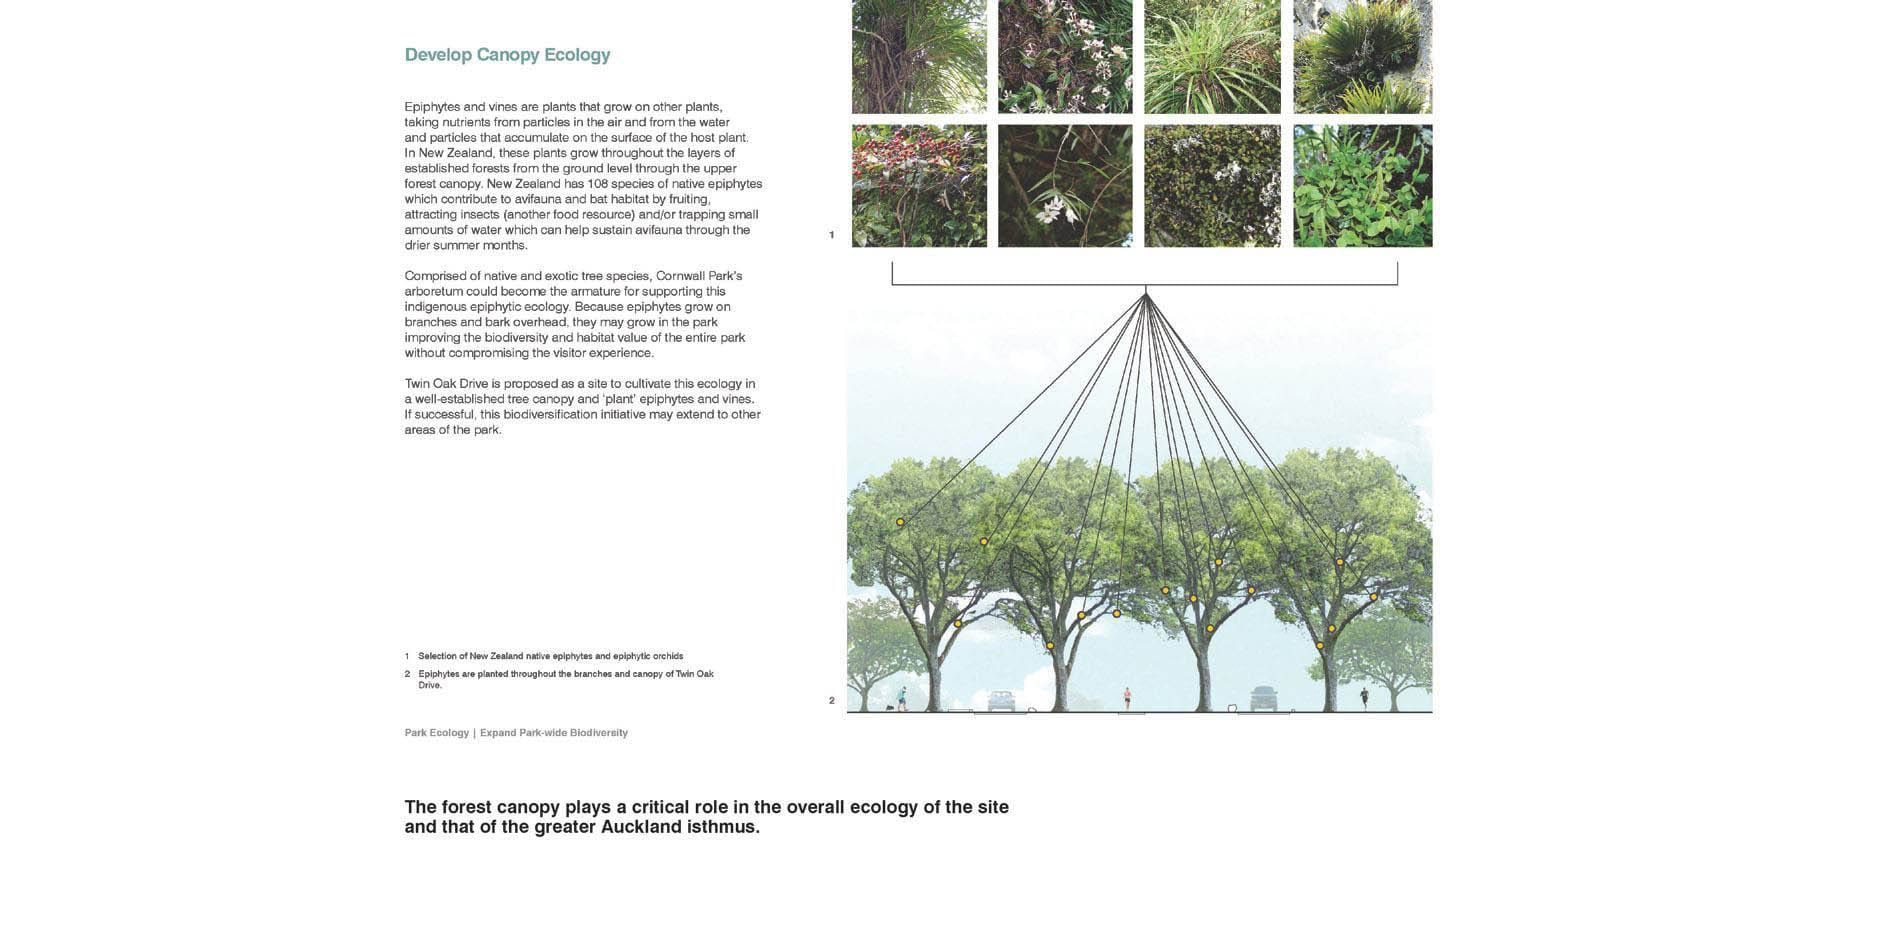 Develop Canopy Ecology
Epiphytes and vines are plants that grow on other plants,
taking nutrients from particles in the air and from the water
and particles that accumulate on the surface of the host plant.
In New Zealand, these plants grow throughout the layers of
established forests from the ground level through the upper
forest canopy. New Zealand has 108 species of native epiphytes
which contribute to avifauna and bat habitat by fruiting,
attracting insects (another food resource) and/or trapping small
amounts of water which can help sustain avifauna through the
drier summer months.
Comprised of native and exotic tree species, Cornwall Park's
arboretum could become the armature for supporting this
indigenous epiphytic ecology. Because epiphytes grow on
branches and bark overhead, they may grow in the park
improving the biodiversity and habitat value of the entire park
without compromising the visitor experience.
Twin Oak Drive is proposed as a site to cultivate this ecology in
a well-established tree canopy and ‘plant’ epiphytes and vines.
If successful, this biodiversification initiative may extend to other
areas of the park.
1 Selection of New Zealand native epiphytes and epiphytic orchids
2 Epiphytes are planted throughout the branches and canopy of Twin Oak
Drive.
Park Ecology | Expand Park-wide Biodiversity
1
2
The forest canopy plays a critical role in the overall ecology of the site
and that of the greater Auckland isthmus.